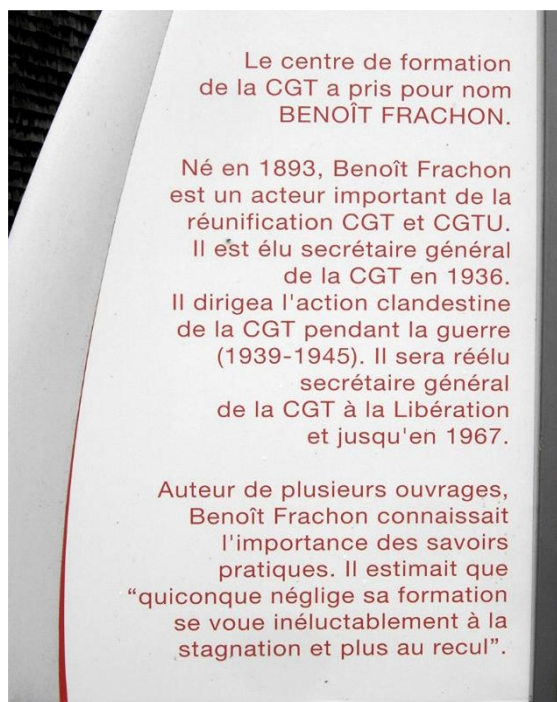 Le centre de formation
de la CGT a pris pour nom
BENOÎT FRACHON.
Né en 1893, Benoît Frachon
est un acteur important de la
réunification CGT et CGTU.
Il est élu secrétaire général
de la CGT en 1936.
Il dirigea l'action clandestine
de la CGT pendant la guerre
(1939-1945). Il sera réélu
secrétaire général
de la CGT à la Libération
et jusqu'en 1967.
Auteur de plusieurs ouvrages,
Benoît Frachon connaissait
l'importance des savoirs
pratiques. Il estimait que
“quiconque néglige sa formation
se voue inéluctablement à la
stagnation et plus au recul”.